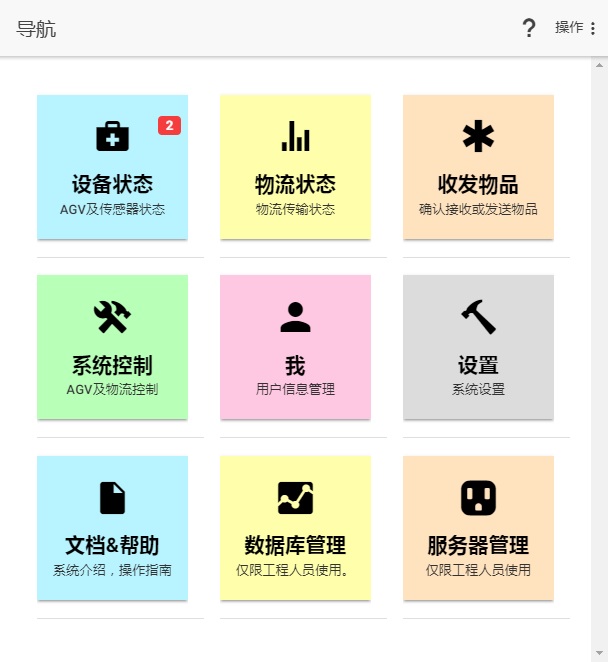 导航
?
操作
2
设备状态
AGV及传感器状态
物流状态
物流传输状态
收发物品
确认接收或发送物品
系统控制
AGV及物流控制
我
用户信息管理
设置
系统设置
文档&帮助
系统介绍，操作指南
数据库管理
仅限工程人员使用。
服务器管理
仅限工程人员使用